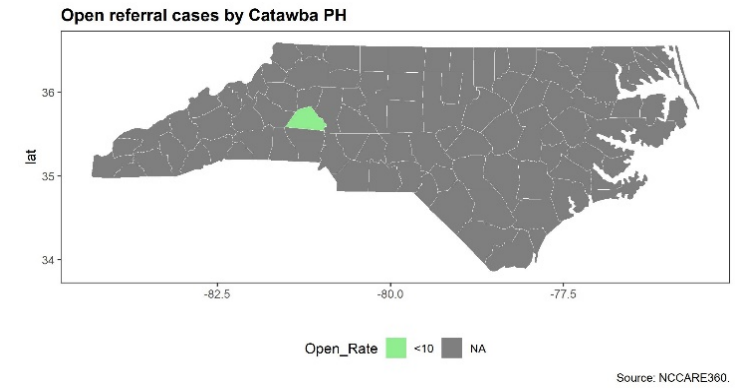 Open referral cases by Catawba PH
36
35
34
lat
-82.5 -80.0 -77.5
Open_Rate <10 NA
Source: NCCARE360.